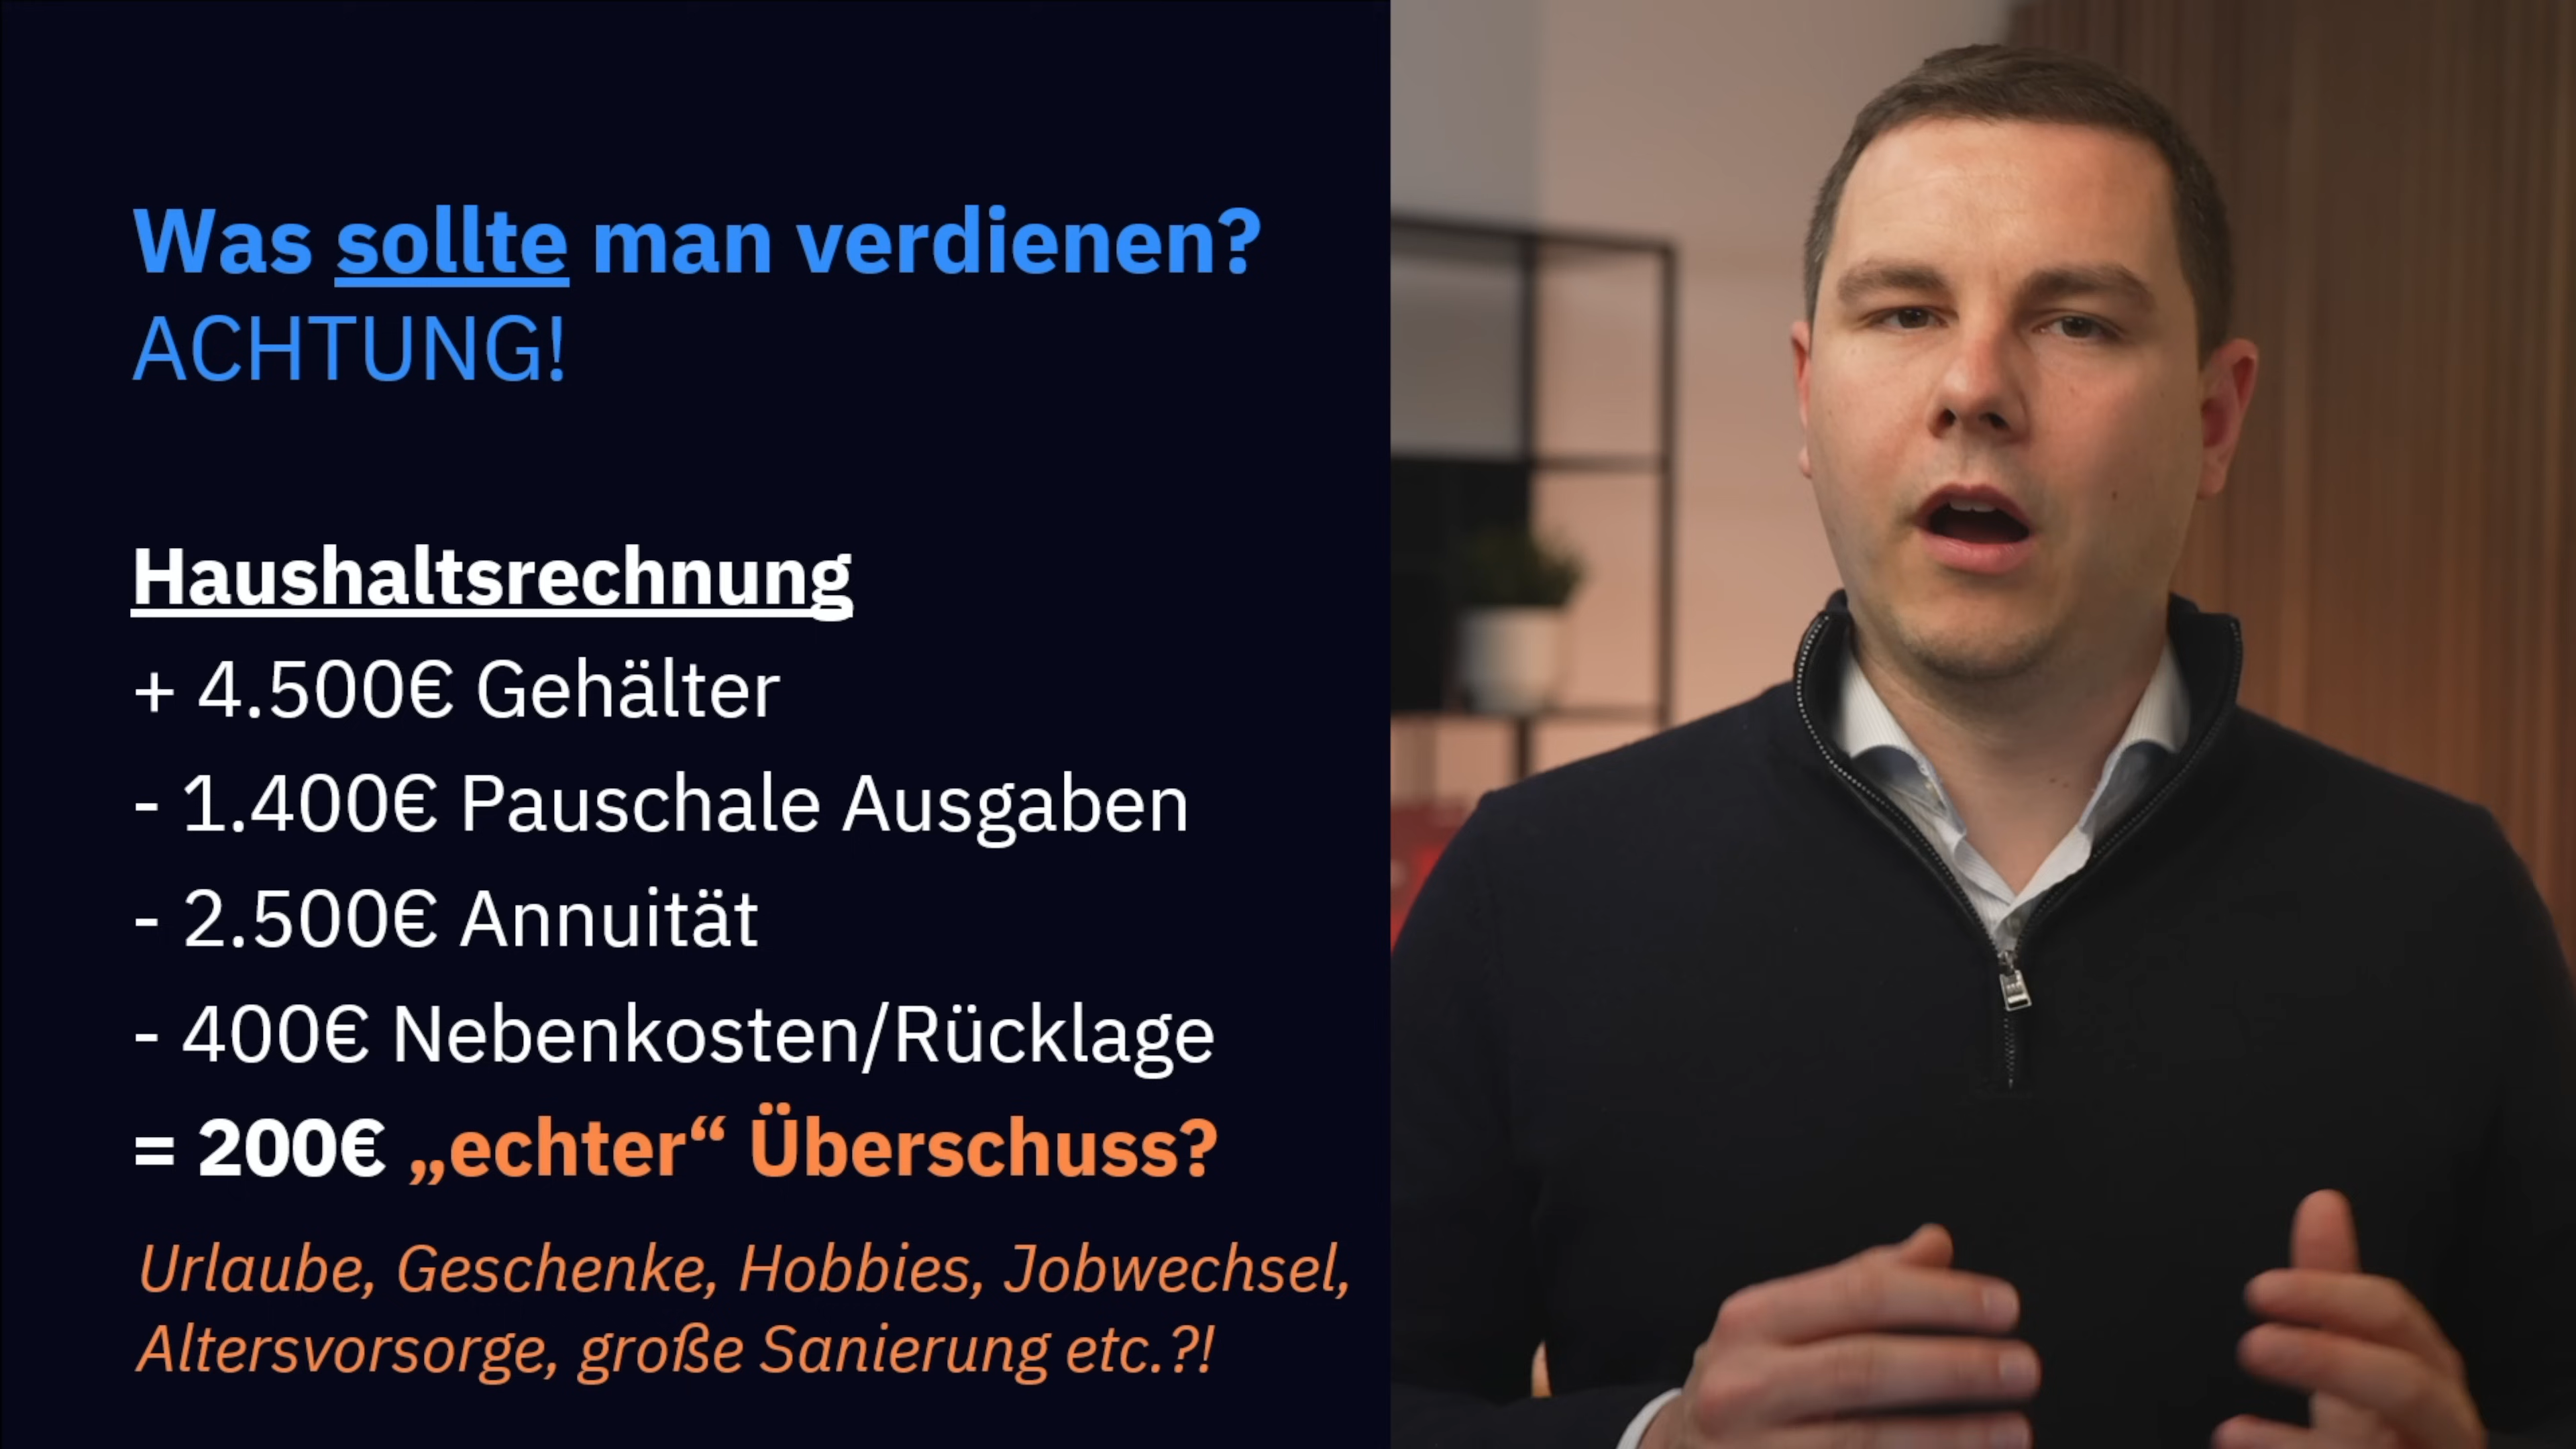 Was sollte man verdienen?
ACHTUNG!
Haushaltsrechnung
+ 4.500€ Gehälter
- 1.400€ Pauschale Ausgaben
- 2.500€ Annuität
- 400€ Nebenkosten/Rücklage
= 200€ „echter“ Überschuss?
Urlaube, Geschenke, Hobbies, Jobwechsel,
Altersvorsorge, große Sanierung etc.?!